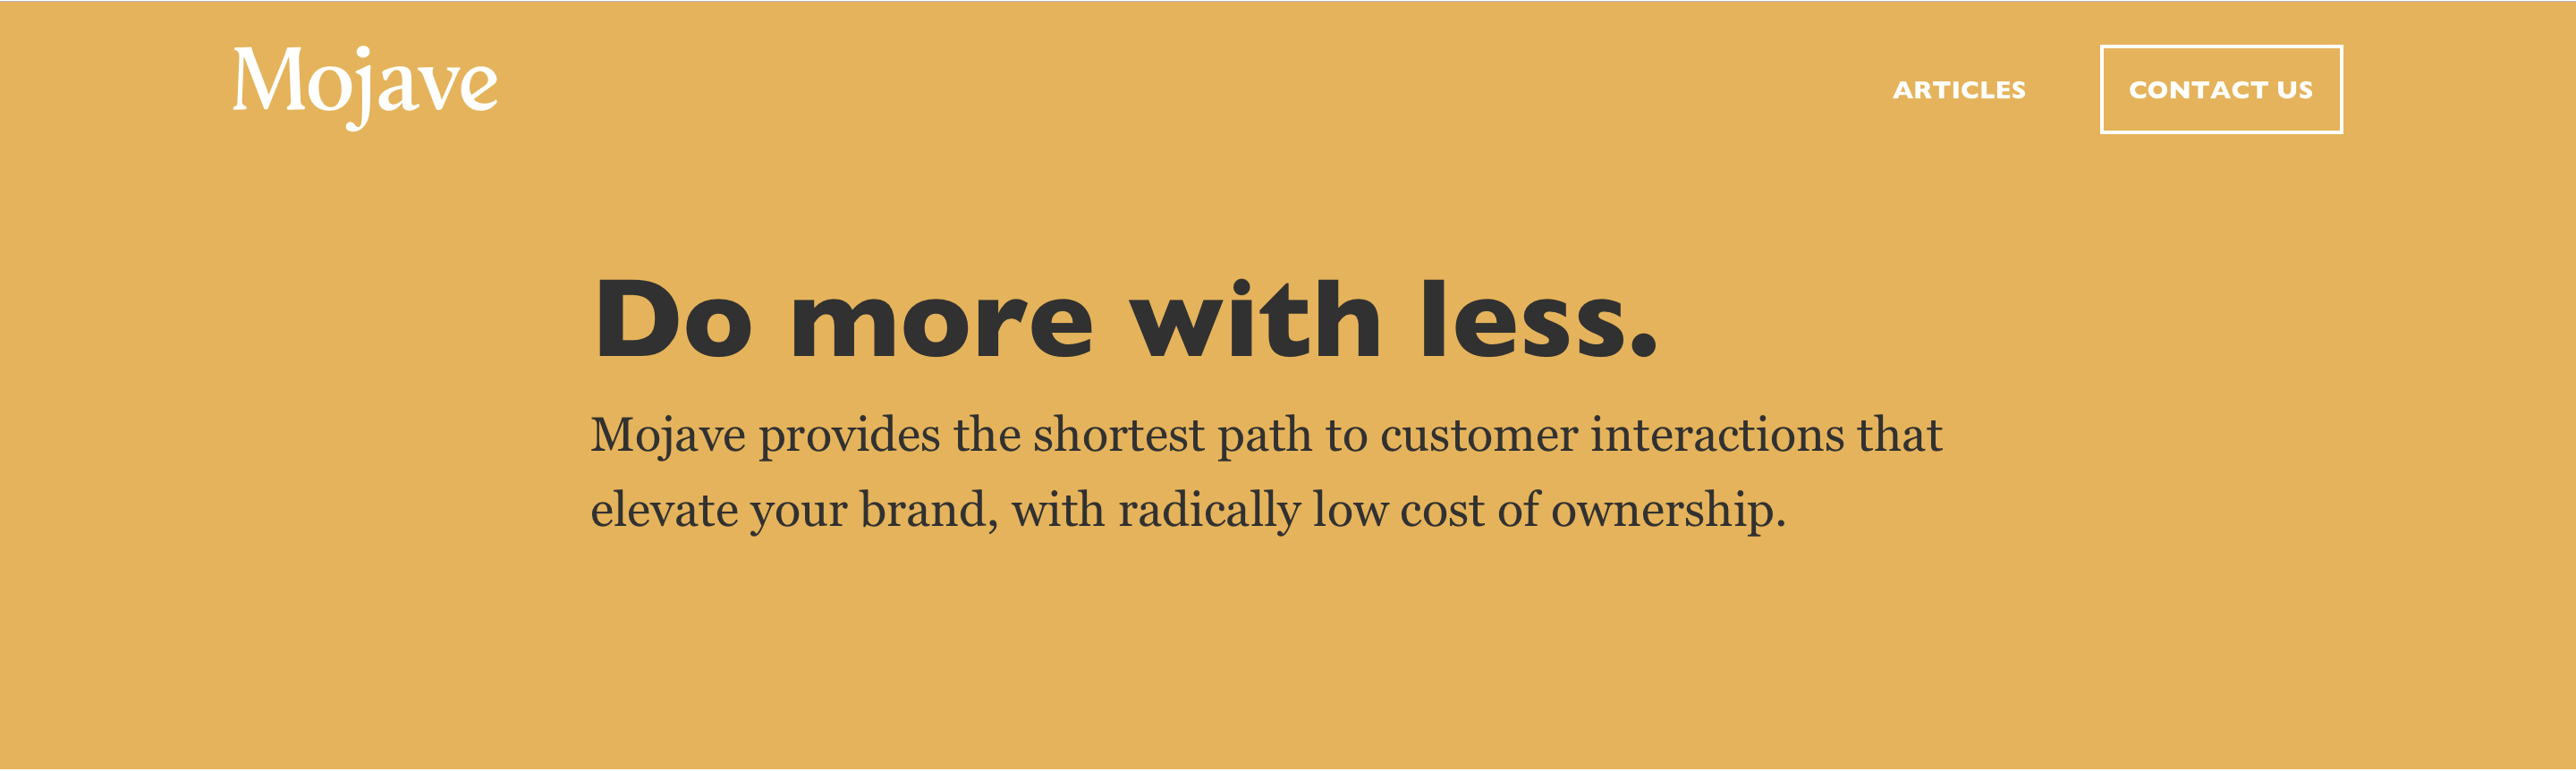 Mojave
ARTICLES
CONTACT US
Do more with less.
Mojave provides the shortest path to customer interactions that
elevate your brand, with radically low cost of ownership.